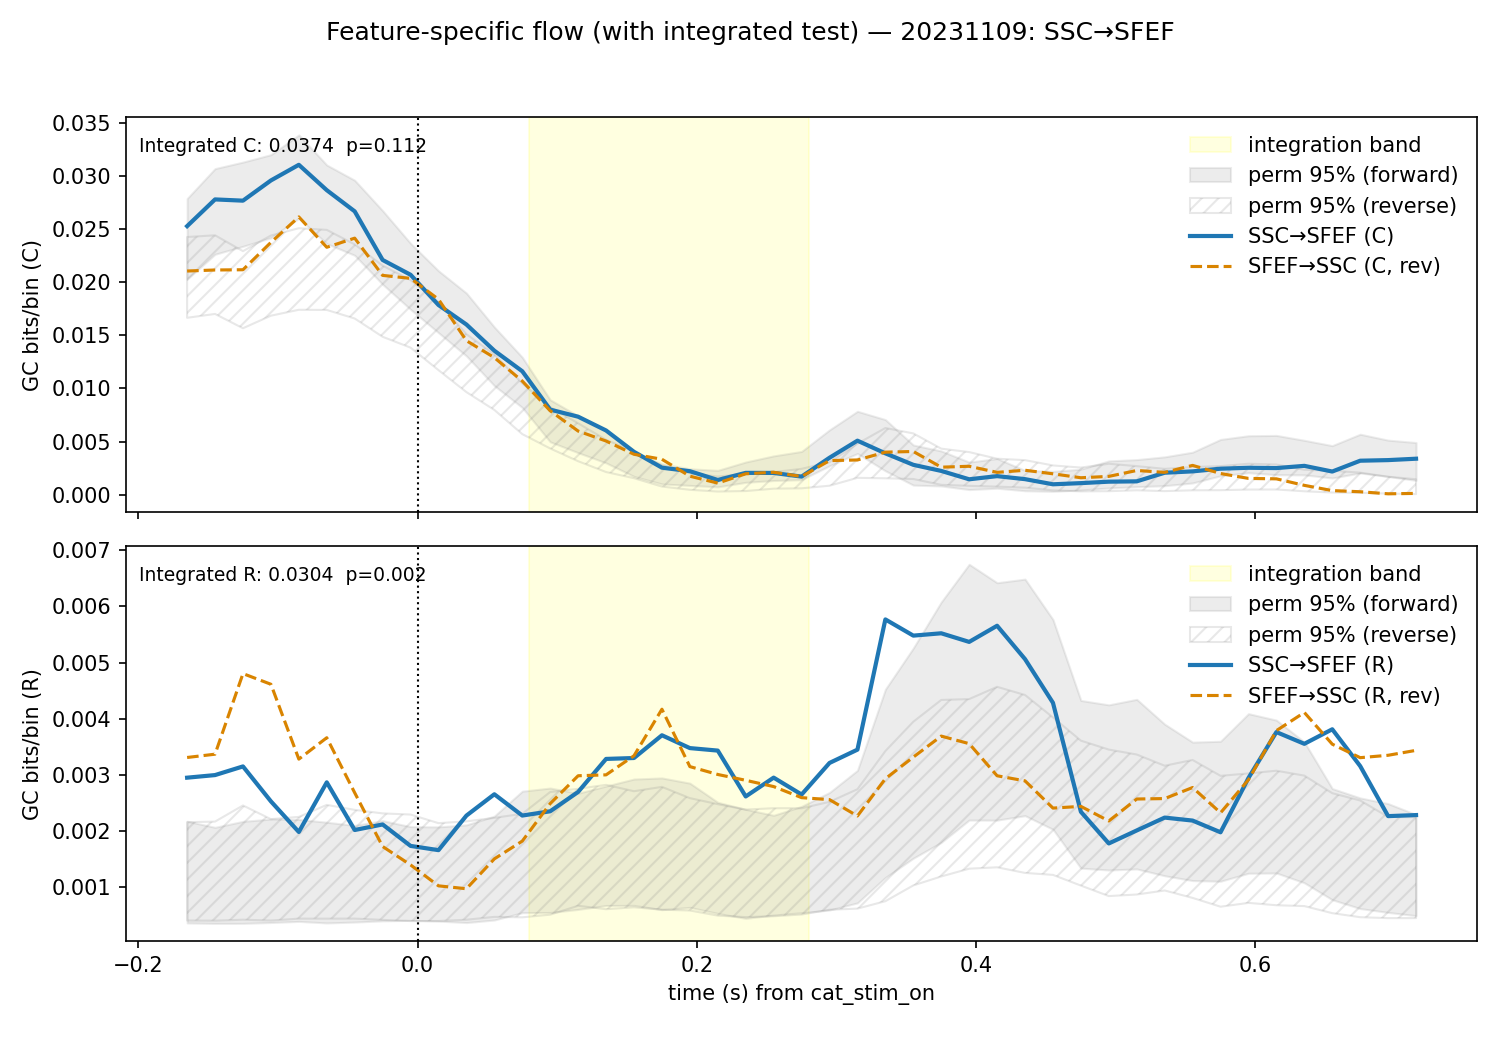 Feature-specific flow (with integrated test) — 20231109: SSC→SFEF
0.035
0.030
0.025
0.020
0.015
0.010
0.005
0.000
GC bits/bin (C)
Integrated C: 0.0374  p=0.112
integration band
perm 95% (forward)
perm 95% (reverse)
SSC→SFEF (C)
SFEF→SSC (C, rev)
0.007
0.006
0.005
0.004
0.003
0.002
0.001
GC bits/bin (R)
Integrated R: 0.0304  p=0.002
integration band
perm 95% (forward)
perm 95% (reverse)
SSC→SFEF (R)
SFEF→SSC (R, rev)
−0.2 0.0 0.2 0.4 0.6
time (s) from cat_stim_on